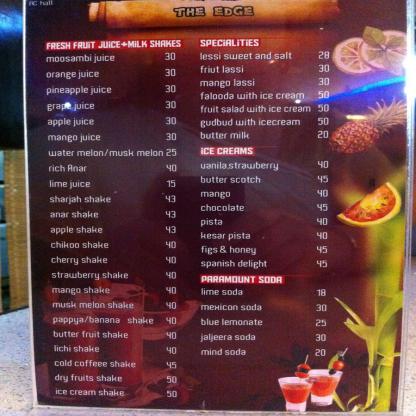 FC hall
THE EDGE
FRESH FRUIT JUICE+MILK SHAKES
moosambi juice 30
orange juice 30
pineapple juice 30
grape juice 30
apple juice 30
mango juice 30
water melon/musk melon 25
rich Anar 40
lime juice 15
sharjah shake 43
anar shake 43
apple shake 43
chikoo shake 40
cherry shake 40
strawberry shake 40
mango shake 40
musk melon shake 40
pappya/banana shake 40
butter fruit shake 40
lichi shake 40
cold coffeee shake 45
dry fruits shake 50
ice cream shake 50
SPECIALITIES
lessi sweet and salt 28
friut lassi 30
mango lassi 30
falooda with ice cream 50
fruit salad with ice cream 50
gudbud with icecream 50
butter milk 20
iCE CREAMS
vanila,strawberry 40
butter scotch 45
mango 40
chocolate 45
pista 40
kesar pista 40
figs & honey 45
spanish delight 45
PARAMOUNT SODA
lime soda 18
mexicon soda 30
blue lemonate 25
jaljeera soda 30
mind soda 20